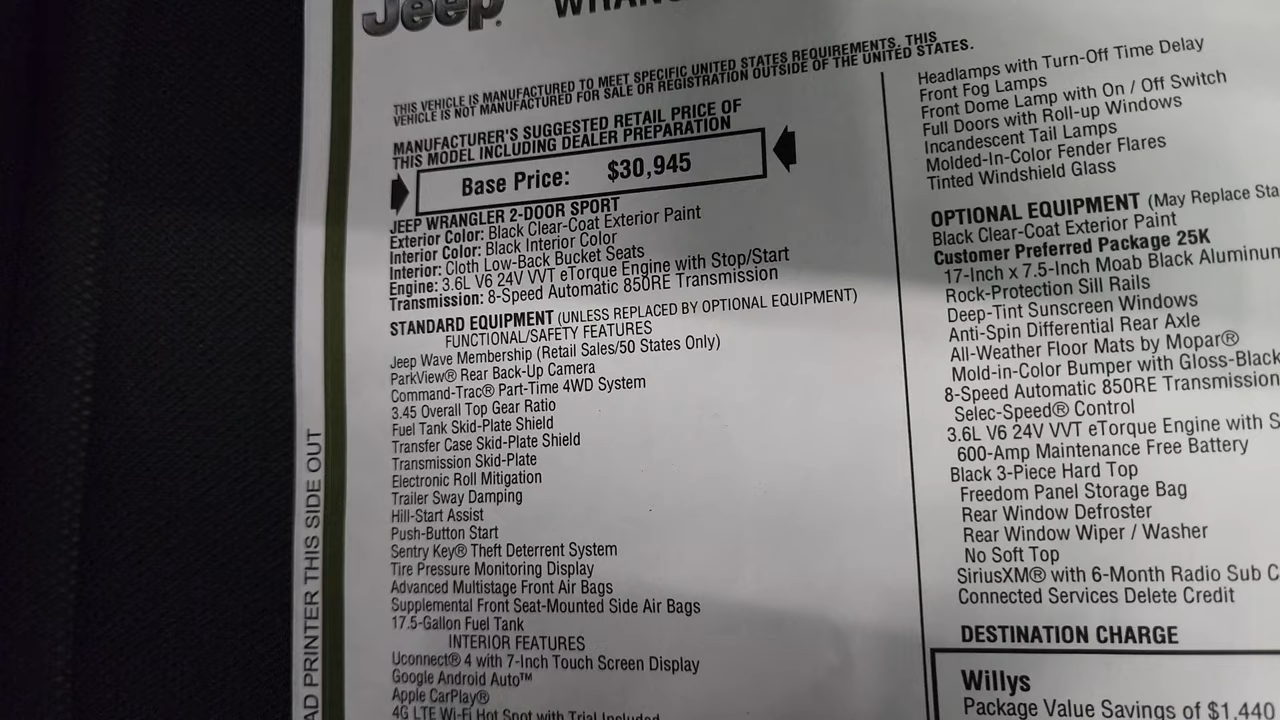 Jeep
THIS VEHICLE IS MANUFACTURED TO MEET SPECIFIC UNITED STATES REQUIREMENTS. THIS
VEHICLE IS NOT MANUFACTURED FOR SALE OR REGISTRATION OUTSIDE OF THE UNITED STATES.
MANUFACTURER'S SUGGESTED RETAIL PRICE OF
THIS MODEL INCLUDING DEALER PREPARATION
Base Price: $30,945
JEEP WRANGLER 2-DOOR SPORT
Exterior Color: Black Clear-Coat Exterior Paint
Interior Color: Black Interior Color
Interior: Cloth Low-Back Bucket Seats
Engine: 3.6L V6 24V VVT eTorque Engine with Stop/Start
Transmission: 8-Speed Automatic 850RE Transmission
STANDARD EQUIPMENT (UNLESS REPLACED BY OPTIONAL EQUIPMENT)
FUNCTIONAL/SAFETY FEATURES
Jeep Wave Membership (Retail Sales/50 States Only)
ParkView® Rear Back-Up Camera
Command-Trac® Part-Time 4WD System
3.45 Overall Top Gear Ratio
Fuel Tank Skid-Plate Shield
Transfer Case Skid-Plate Shield
Transmission Skid-Plate
Electronic Roll Mitigation
Trailer Sway Damping
Hill-Start Assist
Push-Button Start
Sentry Key® Theft Deterrent System
Tire Pressure Monitoring Display
Advanced Multistage Front Air Bags
Supplemental Front Seat-Mounted Side Air Bags
17.5-Gallon Fuel Tank
INTERIOR FEATURES
Uconnect® 4 with 7-Inch Touch Screen Display
Google Android Auto™
Apple CarPlay®
4G LTE Wi-Fi Hot Spot with Trial Included
Headlamps with Turn-Off Time Delay
Front Fog Lamps
Front Dome Lamp with On / Off Switch
Full Doors with Roll-up Windows
Incandescent Tail Lamps
Molded-In-Color Fender Flares
Tinted Windshield Glass
OPTIONAL EQUIPMENT (May Replace Sta
Black Clear-Coat Exterior Paint
Customer Preferred Package 25K
17-Inch x 7.5-Inch Moab Black Aluminum
Rock-Protection Sill Rails
Deep-Tint Sunscreen Windows
Anti-Spin Differential Rear Axle
All-Weather Floor Mats by Mopar®
Mold-in-Color Bumper with Gloss-Black
8-Speed Automatic 850RE Transmission
Selec-Speed® Control
3.6L V6 24V VVT eTorque Engine with S
600-Amp Maintenance Free Battery
Black 3-Piece Hard Top
Freedom Panel Storage Bag
Rear Window Defroster
Rear Window Wiper / Washer
No Soft Top
SiriusXM® with 6-Month Radio Sub C
Connected Services Delete Credit
DESTINATION CHARGE
Willys
Package Value Savings of $1,440
AD PRINTER THIS SIDE OUT